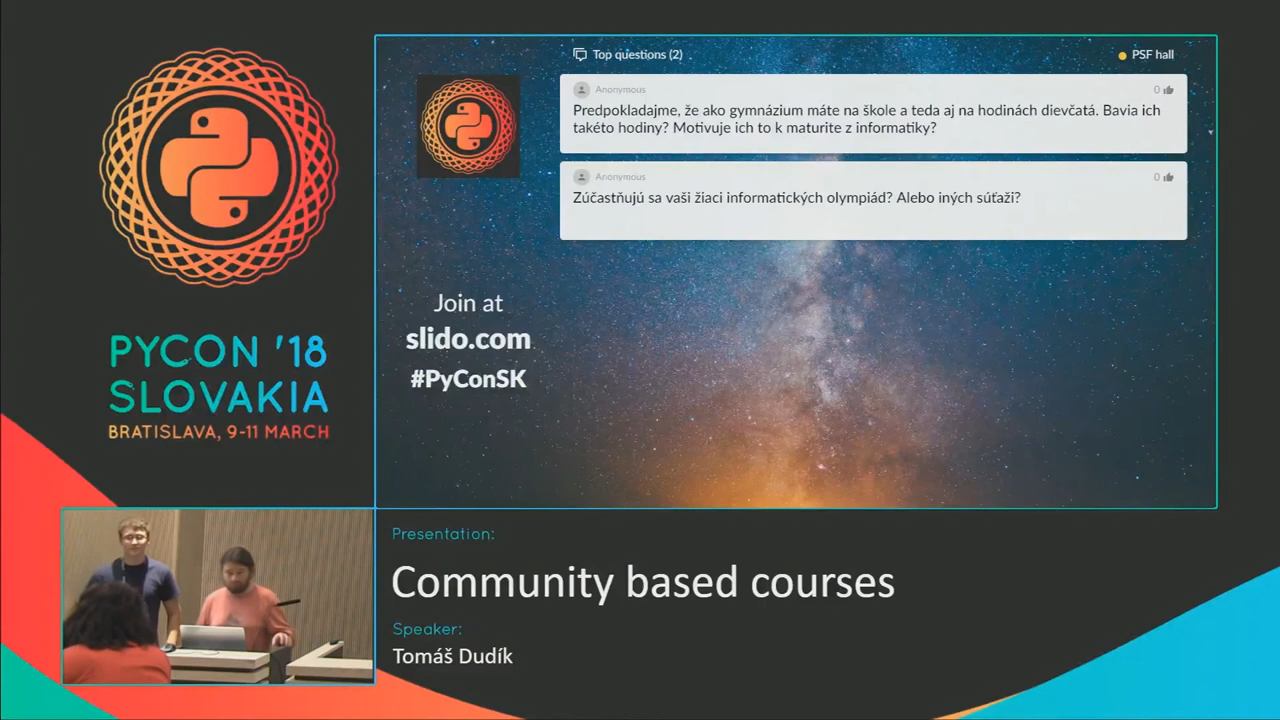 PYCON '18
SLOVAKIA
BRATISLAVA, 9-11 MARCH
Top questions (2)
PSF hall
Anonymous
0
Predpokladajme, že ako gymnázium máte na škole a teda aj na hodinách dievčatá. Bavia ich
takéto hodiny? Motivuje ich to k maturite z informatiky?
Anonymous
0
Zúčastňujú sa vaši žiaci informatických olympiád? Alebo iných súťaži?
Join at
slido.com
#PyConSK
Presentation:
Community based courses
Speaker:
Tomáš Dudík